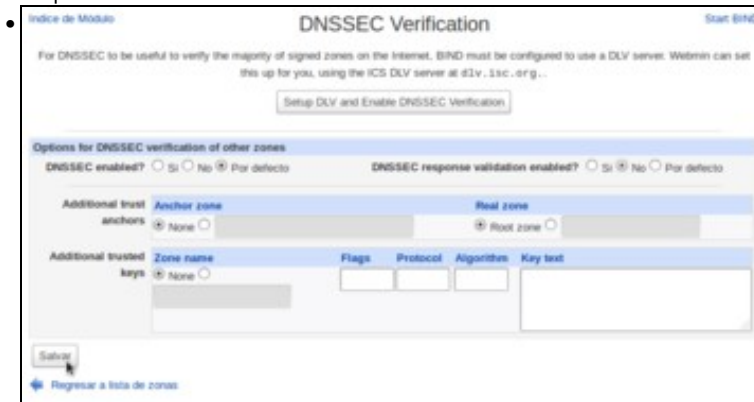 Indice de Módulo
DNSSEC Verification
Start BIND
For DNSSEC to be useful to verify the majority of signed zones on the Internet, BIND must be configured to use a DLV server. Webmin can set
this up for you, using the ICS DLV server at dlv.isc.org..
Setup DLV and Enable DNSSEC Verification
Options for DNSSEC verification of other zones
DNSSEC enabled? Si No Por defecto DNSSEC response validation enabled? Si No Por defecto
Additional trust anchors
Anchor zone Real zone
None Root zone
Additional trusted keys
Zone name Flags Protocol Algorithm Key text
None
Salvar
Regresar a lista de zonas